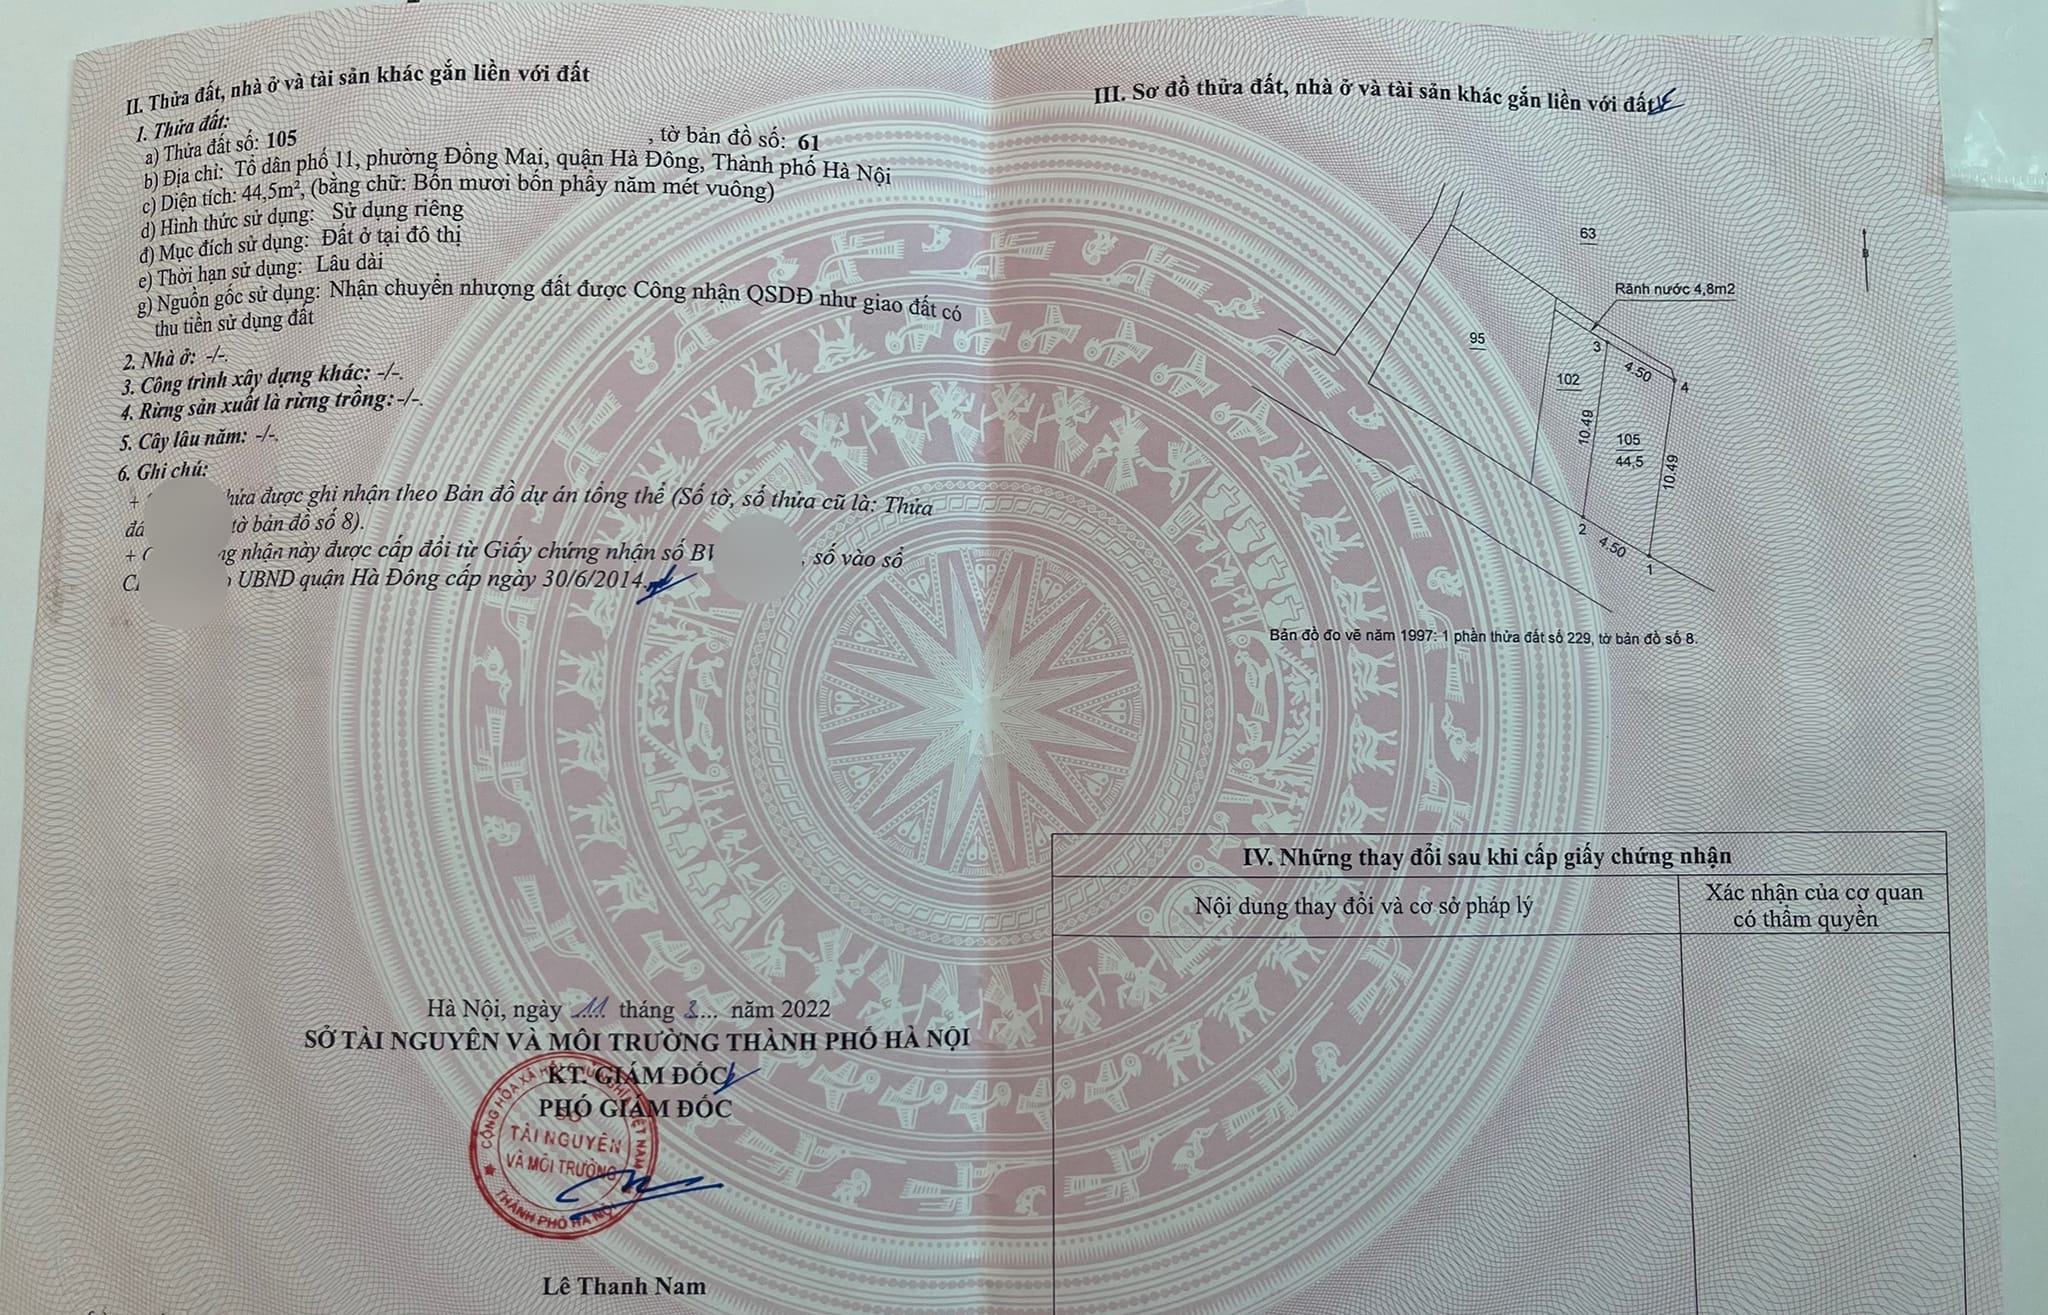 II. Thửa đất, nhà ở và tài sản khác gắn liền với đất
1. Thửa đất:
a) Thửa đất số: 105 , tờ bản đồ số: 61
b) Địa chỉ: Tổ dân phố 11, phường Đồng Mai, quận Hà Đông, Thành phố Hà Nội
c) Diện tích: 44,5m², (bằng chữ: Bốn mươi bốn phẩy năm mét vuông)
d) Hình thức sử dụng: Sử dụng riêng
đ) Mục đích sử dụng: Đất ở tại đô thị
e) Thời hạn sử dụng: Lâu dài
g) Nguồn gốc sử dụng: Nhận chuyển nhượng đất được Công nhận QSDĐ như giao đất có
thu tiền sử dụng đất
2. Nhà ở: -/-.
3. Công trình xây dựng khác: -/-.
4. Rừng sản xuất là rừng trồng: -/-.
5. Cây lâu năm: -/-.
6. Ghi chú:
+ được ghi nhận theo Bản đồ dự án tổng thể (Số tờ, số thửa cũ là: Thửa
tờ bản đồ số 8).
+ nhận này được cấp đổi từ Giấy chứng nhận số , số vào sổ
UBND quận Hà Đông cấp ngày 30/6/2014.
Hà Nội, ngày 11 tháng 3 năm 2022
SỞ TÀI NGUYÊN VÀ MÔI TRƯỜNG THÀNH PHỐ HÀ NỘI
KT. GIÁM ĐỐC
PHÓ GIÁM ĐỐC
CỘNG HÒA XÃ HỘI CHỦ NGHĨA VIỆT NAM
SỞ
TÀI NGUYÊN
VÀ MÔI TRƯỜNG
THÀNH PHỐ HÀ NỘI
Lê Thanh Nam
III. Sơ đồ thửa đất, nhà ở và tài sản khác gắn liền với đất
63
B
Rãnh nước 4,8m2
95
3
4.50
4
102
10.49
105
44,5
10.49
2
4.50
1
Bản đồ đo vẽ năm 1997: 1 phần thửa đất số 229, tờ bản đồ số 8.
IV. Những thay đổi sau khi cấp giấy chứng nhận
Nội dung thay đổi và cơ sở pháp lý
Xác nhận của cơ quan
có thẩm quyền